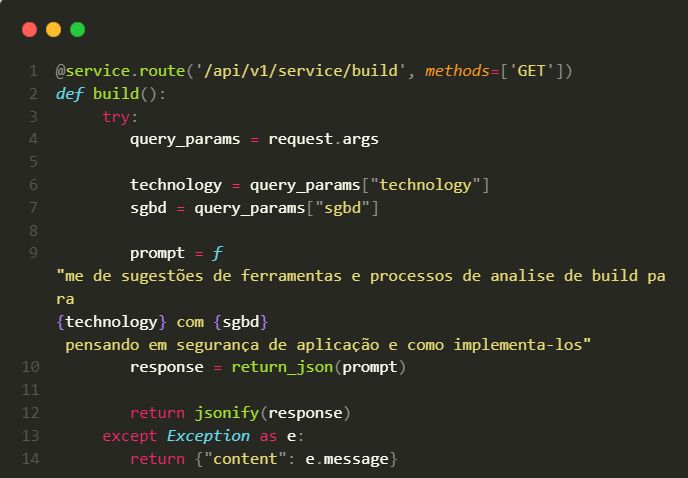 1 @service.route('/api/v1/service/build', methods=['GET'])
2 def build():
3 try:
4 query_params = request.args
5
6 technology = query_params["technology"]
7 sgbd = query_params["sgbd"]
8
9 prompt = f
"me de sugestões de ferramentas e processos de analise de build pa
ra
{technology} com {sgbd}
pensando em segurança de aplicação e como implementa-los"
10 response = return_json(prompt)
11
12 return jsonify(response)
13 except Exception as e:
14 return {"content": e.message}